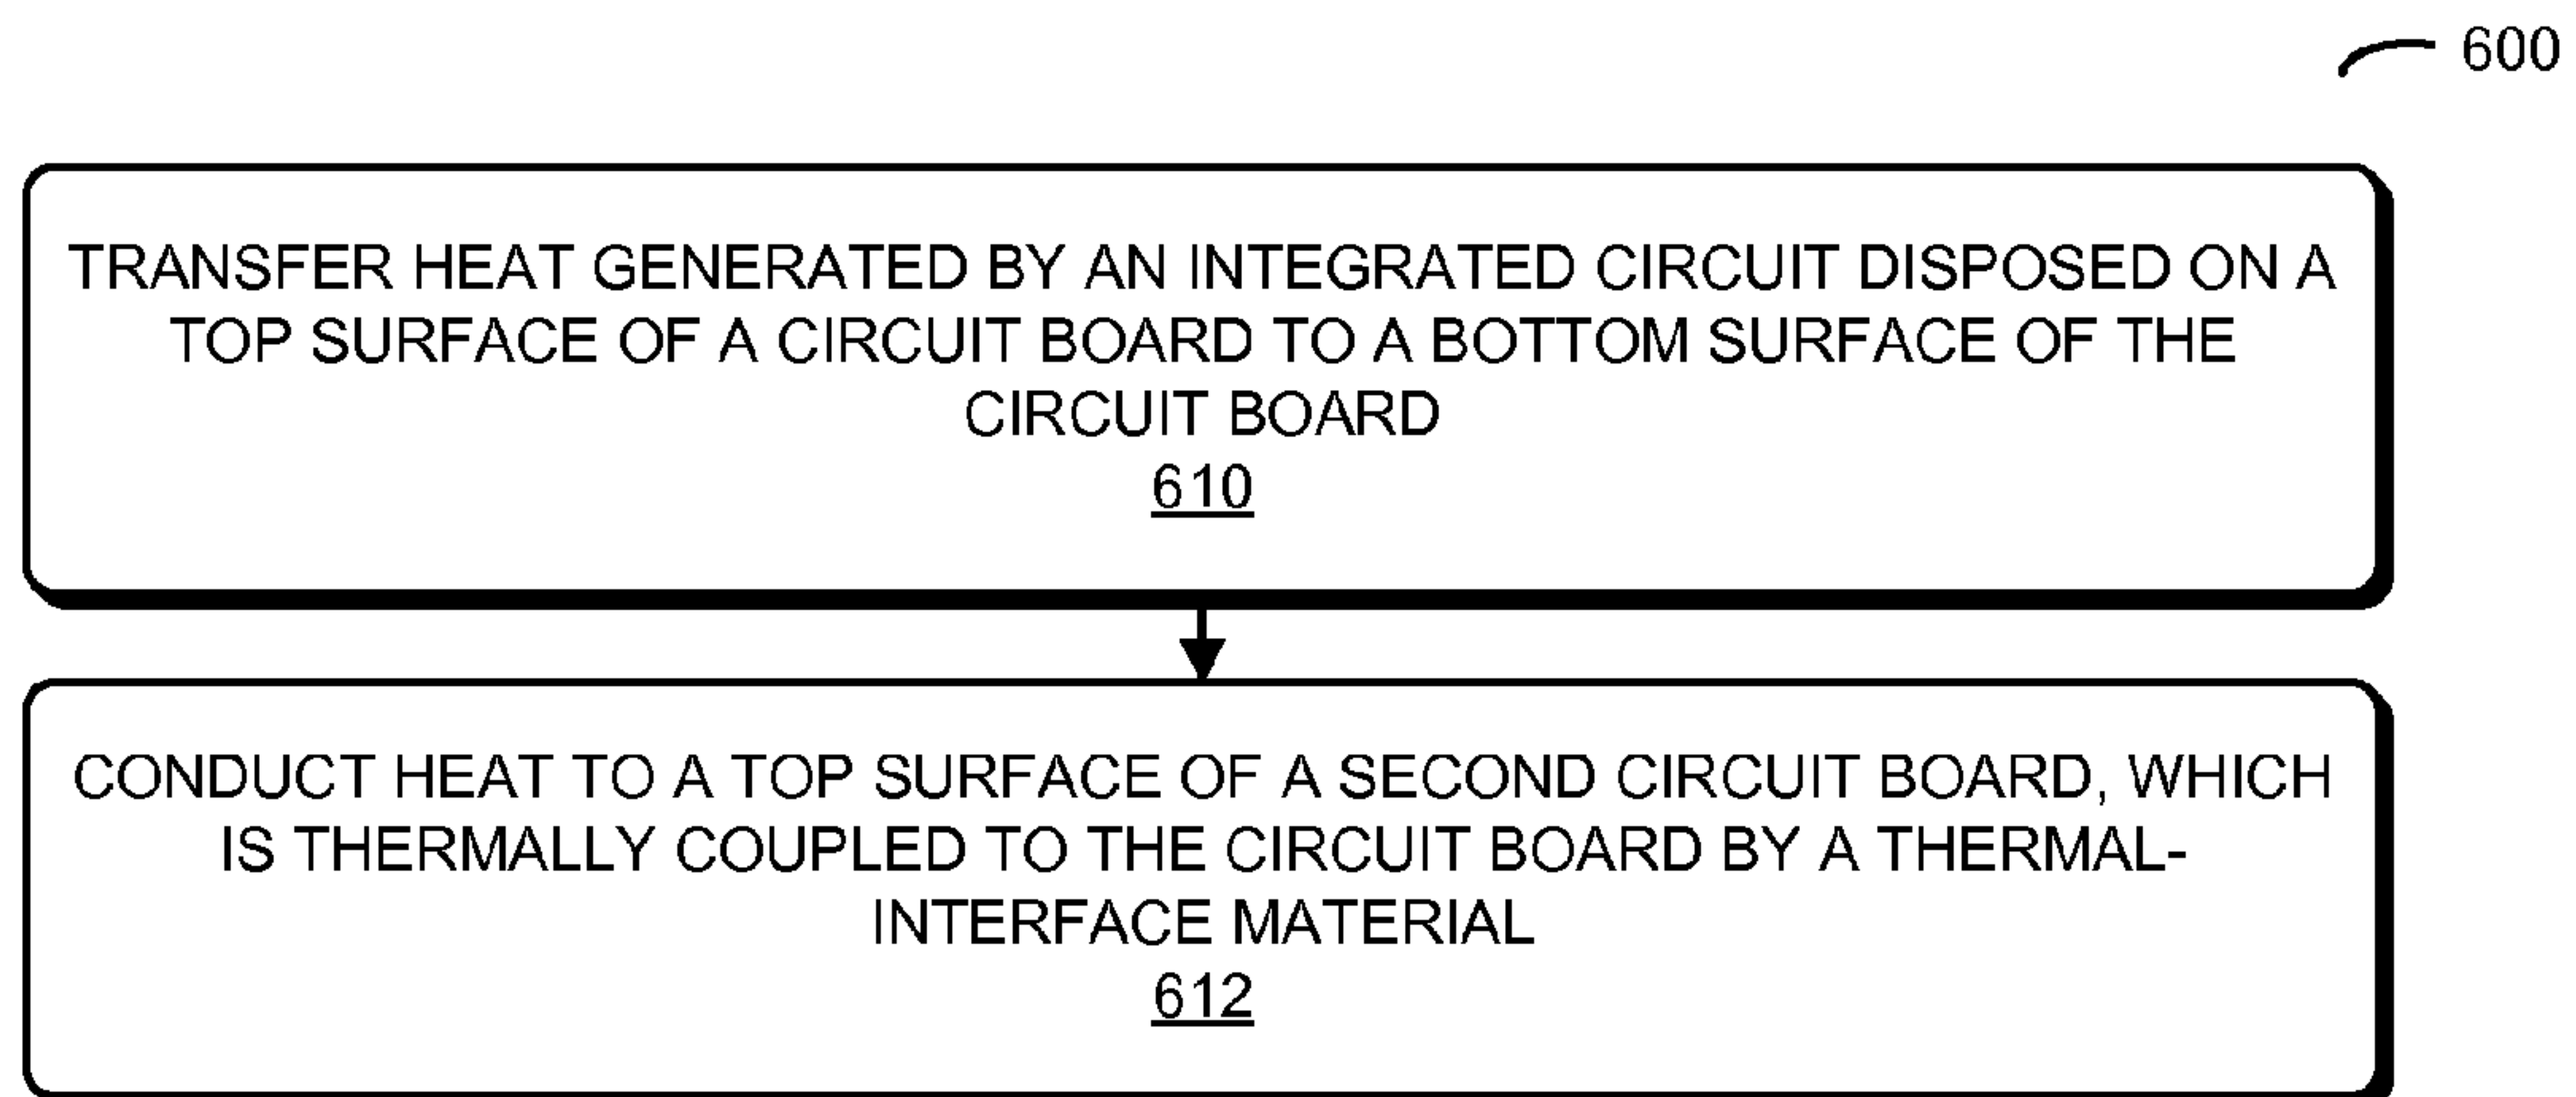 600
TRANSFER HEAT GENERATED BY AN INTEGRATED CIRCUIT DISPOSED ON A
TOP SURFACE OF A CIRCUIT BOARD TO A BOTTOM SURFACE OF THE
CIRCUIT BOARD
610
CONDUCT HEAT TO A TOP SURFACE OF A SECOND CIRCUIT BOARD, WHICH
IS THERMALLY COUPLED TO THE CIRCUIT BOARD BY A THERMAL-
INTERFACE MATERIAL
612